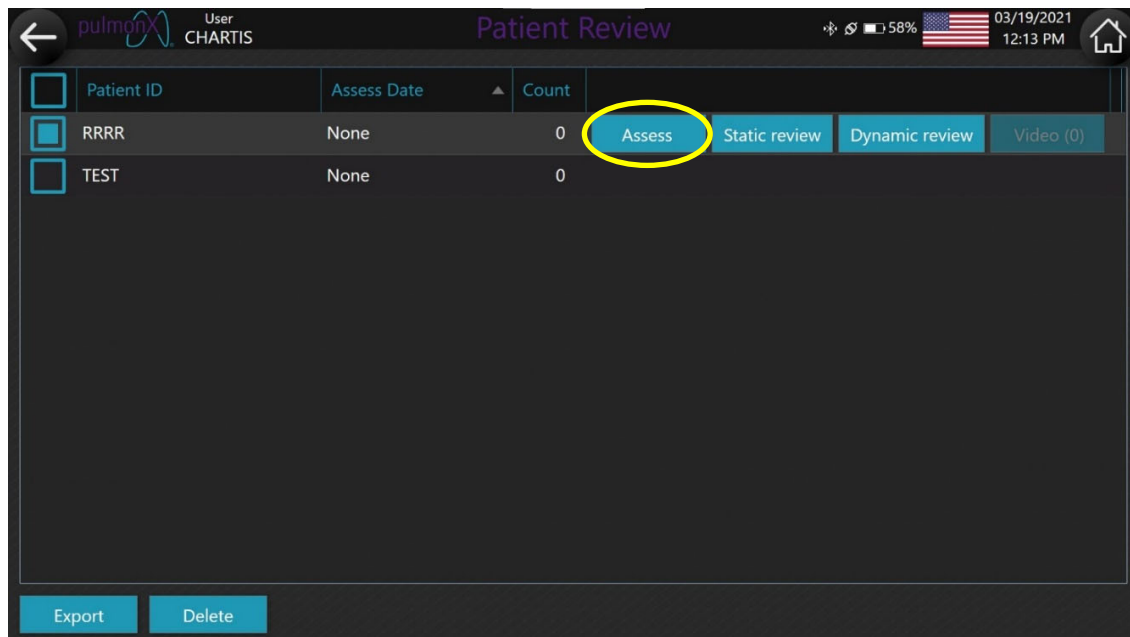 pulmonX User CHARTIS Patient Review 58% 03/19/2021 12:13 PM
Patient ID Assess Date Count
RRRR None 0 Assess Static review Dynamic review Video (0)
TEST None 0
Export Delete